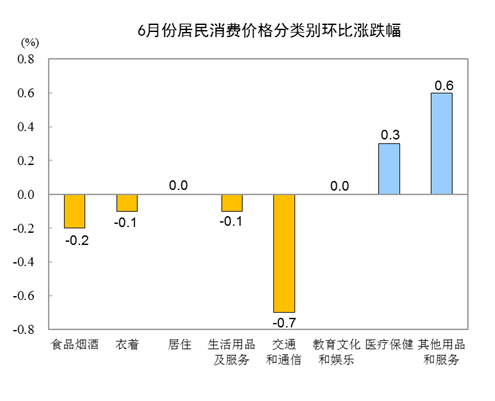 6月份居民消费价格分类别环比涨跌幅
(%)
0.8
0.6
0.4
0.2
0.0
-0.2
-0.4
-0.6
-0.8
-0.2
-0.1
0.0
-0.1
-0.7
0.0
0.3
0.6
食品烟酒
衣着
居住
生活用品
及服务
交通
和通信
教育文化
和娱乐
医疗保健
其他用品
和服务